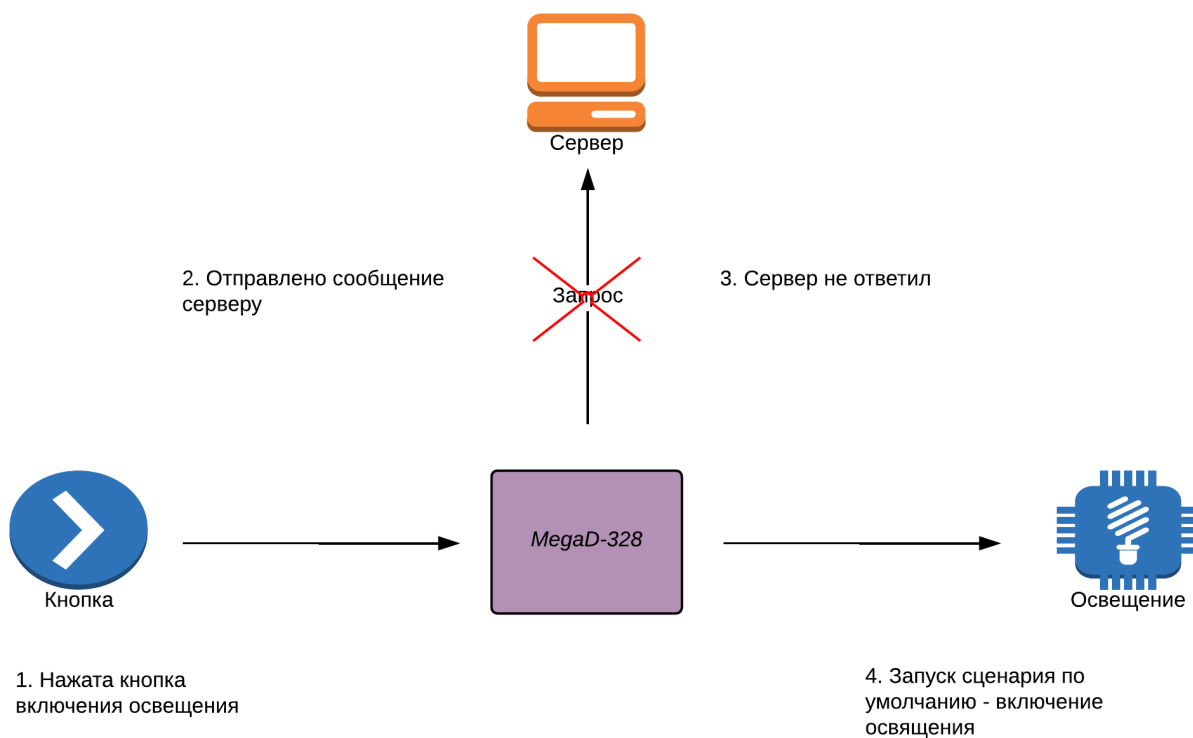 Сервер
2. Отправлено сообщение
серверу
Запрос
3. Сервер не ответил
MegaD-328
Кнопка
Освещение
1. Нажата кнопка
включения освещения
4. Запуск сценария по
умолчанию - включение
освящения